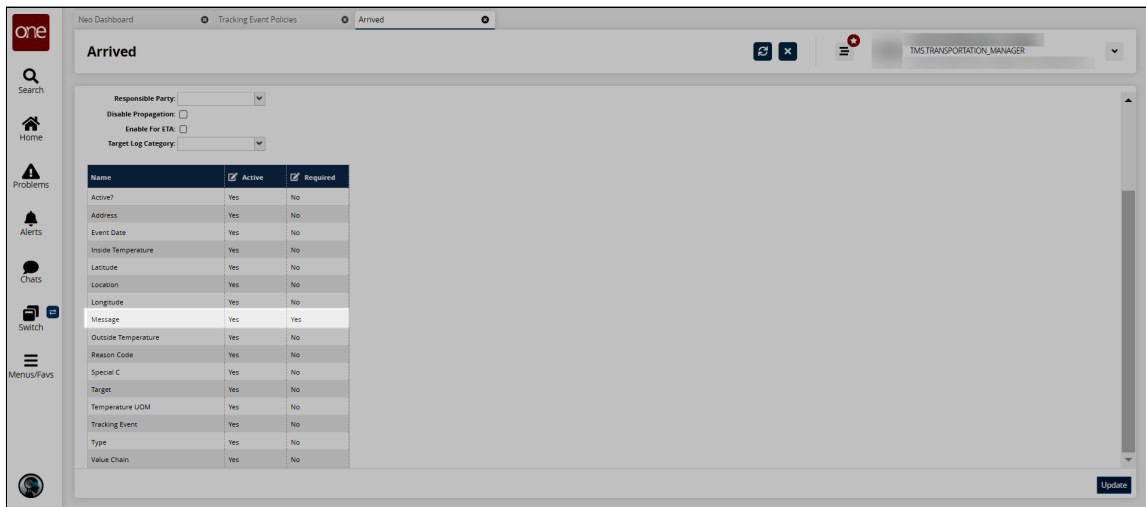 one
Neo Dashboard
Tracking Event Policies
Arrived
Arrived
TMS.TRANSPORTATION_MANAGER
Search
Home
Problems
Alerts
Chats
Switch
Menus/Favs
Responsible Party:
Disable Propagation:
Enable For ETA:
Target Log Category:
Name Active Required
Active? Yes No
Address Yes No
Event Date Yes No
Inside Temperature Yes No
Latitude Yes No
Location Yes No
Longitude Yes No
Message Yes Yes
Outside Temperature Yes No
Reason Code Yes No
Special C Yes No
Target Yes No
Temperature UOM Yes No
Tracking Event Yes No
Type Yes No
Value Chain Yes No
Update